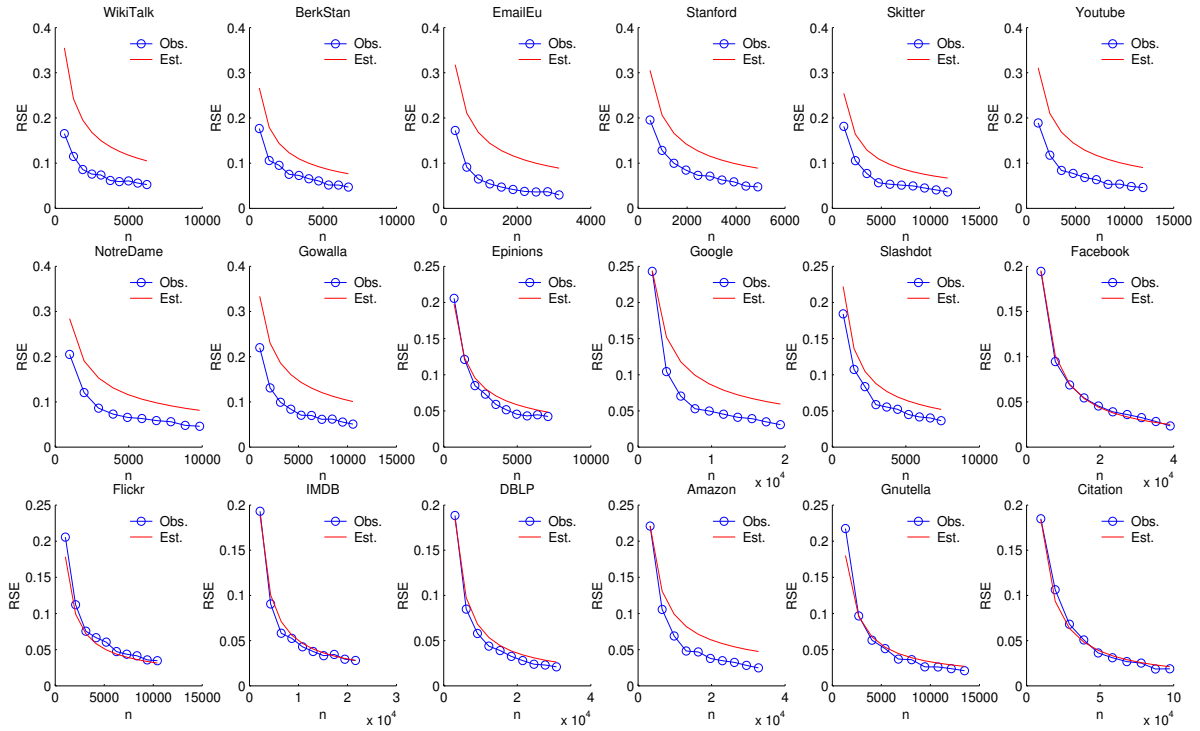 WikiTalk
0.4
0.3
0.2
0.1
0
RSE
Obs.
Est.
0 5000 10000
n
BerkStan
0.4
0.3
0.2
0.1
0
RSE
Obs.
Est.
0 5000 10000
n
EmailEu
0.4
0.3
0.2
0.1
0
RSE
Obs.
Est.
0 2000 4000
n
Stanford
0.4
0.3
0.2
0.1
0
RSE
Obs.
Est.
0 2000 4000 6000
n
Skitter
0.4
0.3
0.2
0.1
0
RSE
Obs.
Est.
0 5000 10000 15000
n
Youtube
0.4
0.3
0.2
0.1
0
RSE
Obs.
Est.
0 5000 10000 15000
n
NotreDame
0.4
0.3
0.2
0.1
0
RSE
Obs.
Est.
0 5000 10000
n
Gowalla
0.4
0.3
0.2
0.1
0
RSE
Obs.
Est.
0 5000 10000 15000
n
Epinions
0.25
0.2
0.15
0.1
0.05
0
RSE
Obs.
Est.
0 5000 10000
n
Google
0.25
0.2
0.15
0.1
0.05
0
RSE
Obs.
Est.
0 1 2
n
x 10^4
Slashdot
0.25
0.2
0.15
0.1
0.05
0
RSE
Obs.
Est.
0 5000 10000
n
Facebook
0.2
0.15
0.1
0.05
0
RSE
Obs.
Est.
0 2 4
n
x 10^4
Flickr
0.25
0.2
0.15
0.1
0.05
0
RSE
Obs.
Est.
0 5000 10000 15000
n
IMDB
0.2
0.15
0.1
0.05
0
RSE
Obs.
Est.
0 1 2 3
n
x 10^4
DBLP
0.2
0.15
0.1
0.05
0
RSE
Obs.
Est.
0 2 4
n
x 10^4
Amazon
0.25
0.2
0.15
0.1
0.05
0
RSE
Obs.
Est.
0 2 4
n
x 10^4
Gnutella
0.25
0.2
0.15
0.1
0.05
0
RSE
Obs.
Est.
0 5000 10000 15000
n
Citation
0.2
0.15
0.1
0.05
0
RSE
Obs.
Est.
0 5 10
n
x 10^4